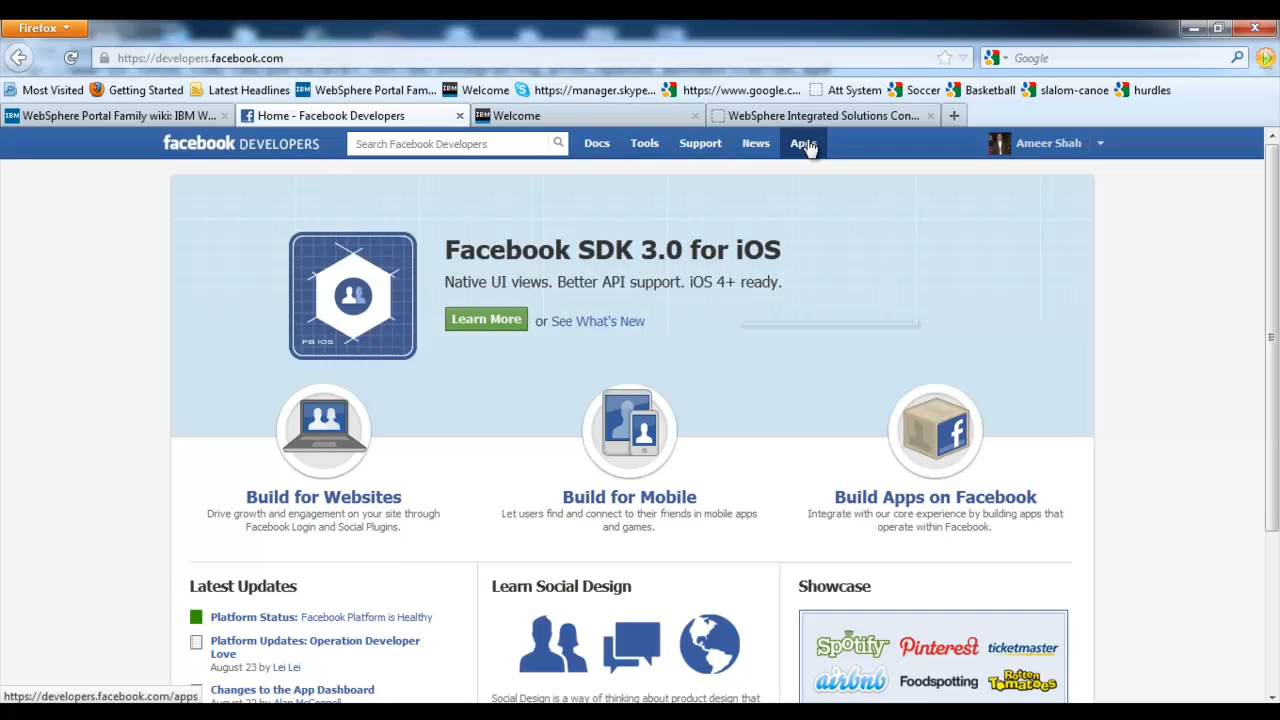 Firefox
https://developers.facebook.com
Google
Most Visited Getting Started Latest Headlines WebSphere Portal Fam... Welcome https://manager.skype... https://www.google.c... Att System Soccer Basketball slalom-canoe hurdles
WebSphere Portal Family wiki: IBM W... Home - Facebook Developers Welcome WebSphere Integrated Solutions Con...
facebook DEVELOPERS Search Facebook Developers Docs Tools Support News Apps Ameer Shah
Facebook SDK 3.0 for iOS
Native UI views. Better API support. iOS 4+ ready.
Learn More or See What's New
FB IOS
Build for Websites
Drive growth and engagement on your site through
Facebook Login and Social Plugins.
Build for Mobile
Let users find and connect to their friends in mobile apps
and games.
Build Apps on Facebook
Integrate with our core experience by building apps that
operate within Facebook.
Latest Updates
Platform Status: Facebook Platform is Healthy
Platform Updates: Operation Developer
Love
August 23 by Lei Lei
Changes to the App Dashboard
Learn Social Design
Social Design is a way of thinking about product design that
Showcase
Spotify Pinterest ticketmaster
airbnb Foodspotting Rotten Tomatoes
https://developers.facebook.com/apps